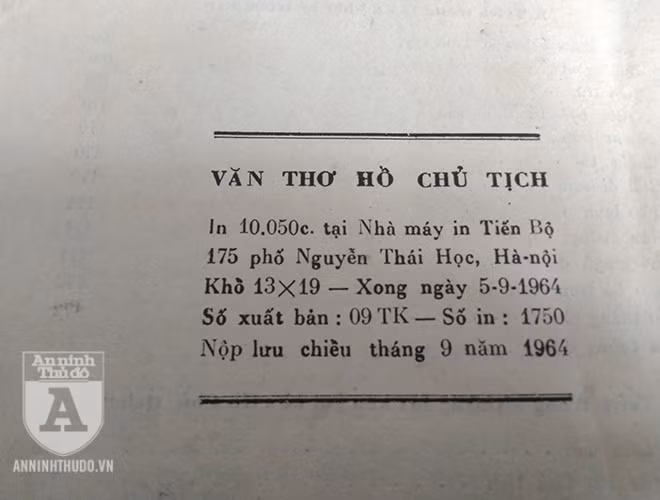 VĂN THƠ HỒ CHỦ TỊCH
In 10.050c. tại Nhà máy in Tiến Bộ
175 phố Nguyễn Thái Học, Hà-nội
Khổ 13×19 — Xong ngày 5-9-1964
Số xuất bản : 09 TK — Số in : 1750
Nộp lưu chiều tháng 9 năm 1964
An ninh
Thủ đô
A
ANNINHTHUDO.VN